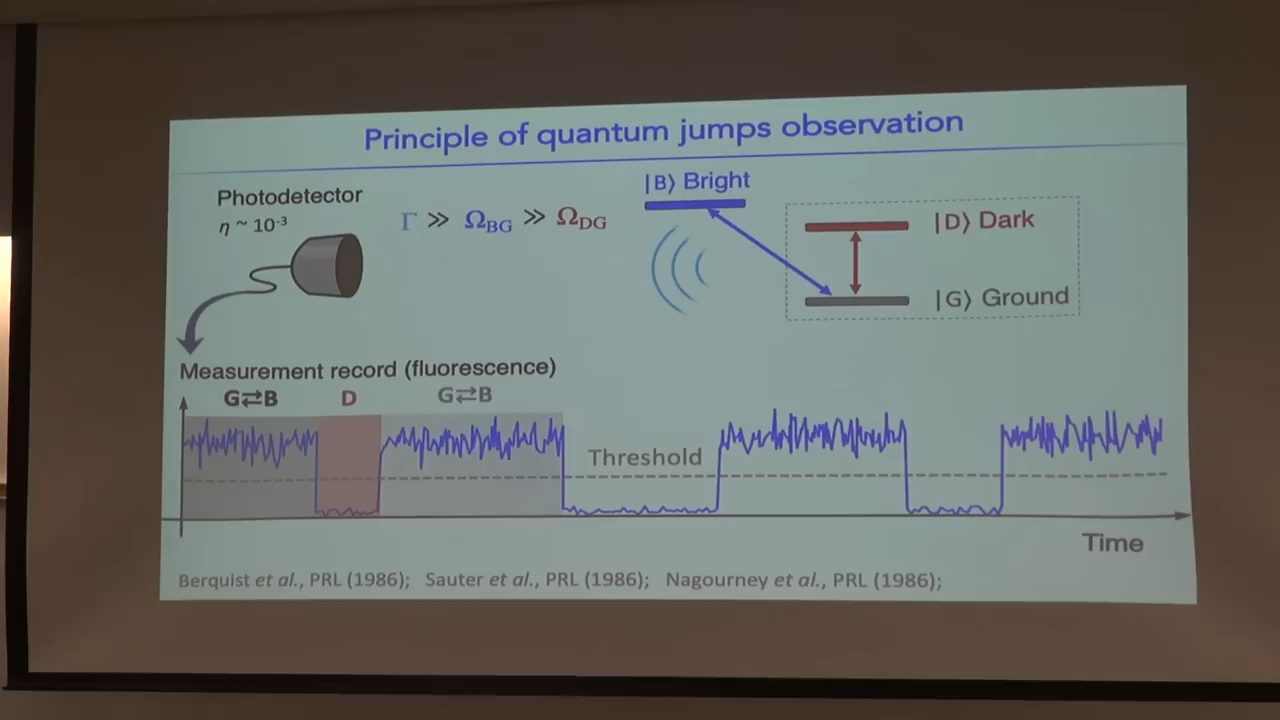 Principle of quantum jumps observation
Photodetector
η ~ 10⁻³
Γ ≫ Ω_BG ≫ Ω_DG
|B⟩ Bright
|D⟩ Dark
|G⟩ Ground
Measurement record (fluorescence)
G⇄B D G⇄B
Threshold
Time
Berquist et al., PRL (1986); Sauter et al., PRL (1986); Nagourney et al., PRL (1986);